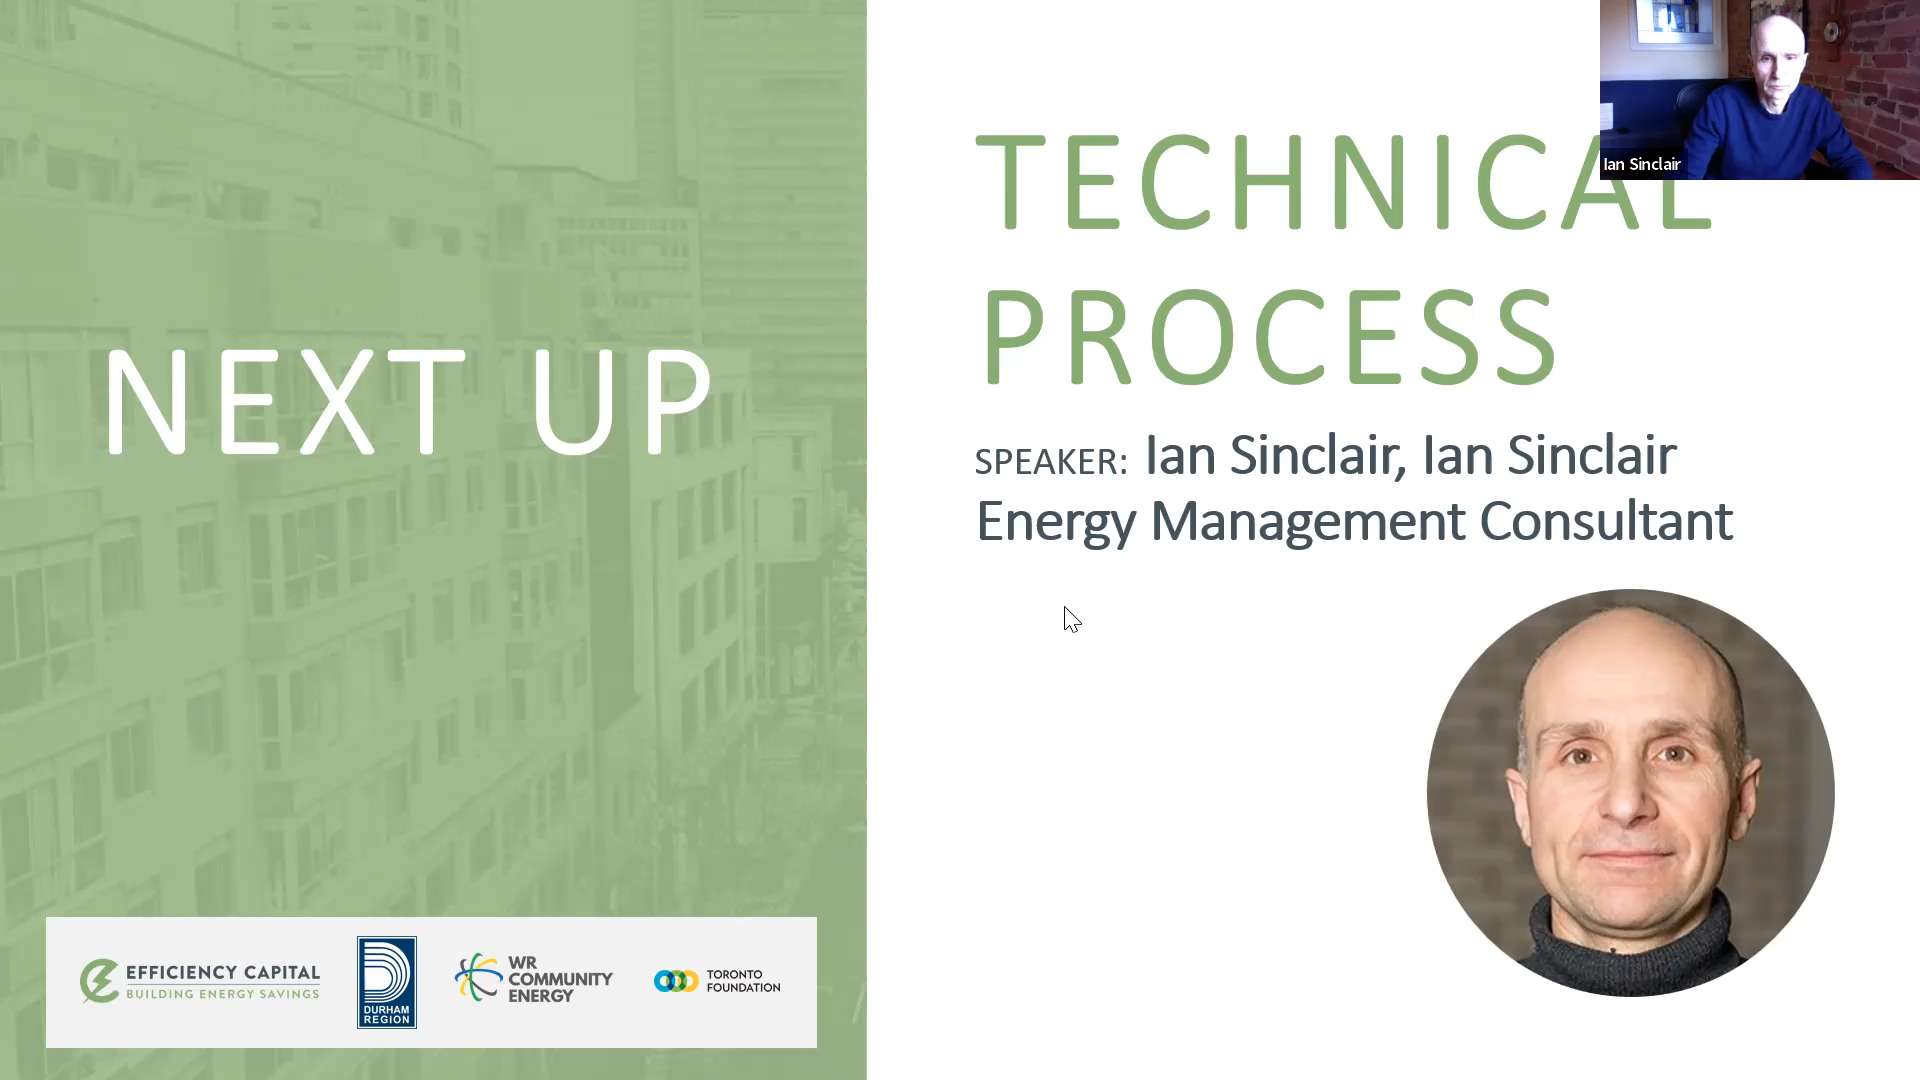 NEXT UP
TECHNICAL
PROCESS
SPEAKER: Ian Sinclair, Ian Sinclair
Energy Management Consultant
Ian Sinclair
EFFICIENCY CAPITAL
BUILDING ENERGY SAVINGS
DURHAM
REGION
WR
COMMUNITY
ENERGY
TORONTO
FOUNDATION